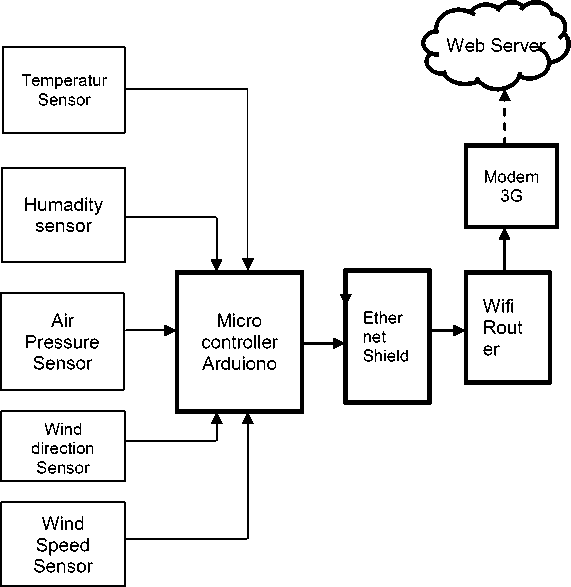 Temperatur
Sensor
Humadity
sensor
Air
Pressure
Sensor
Wind
direction
Sensor
Wind
Speed
Sensor
Micro
controller
Arduiono
Ether
net
Shield
Wifi
Rout
er
Modem
3G
Web Server